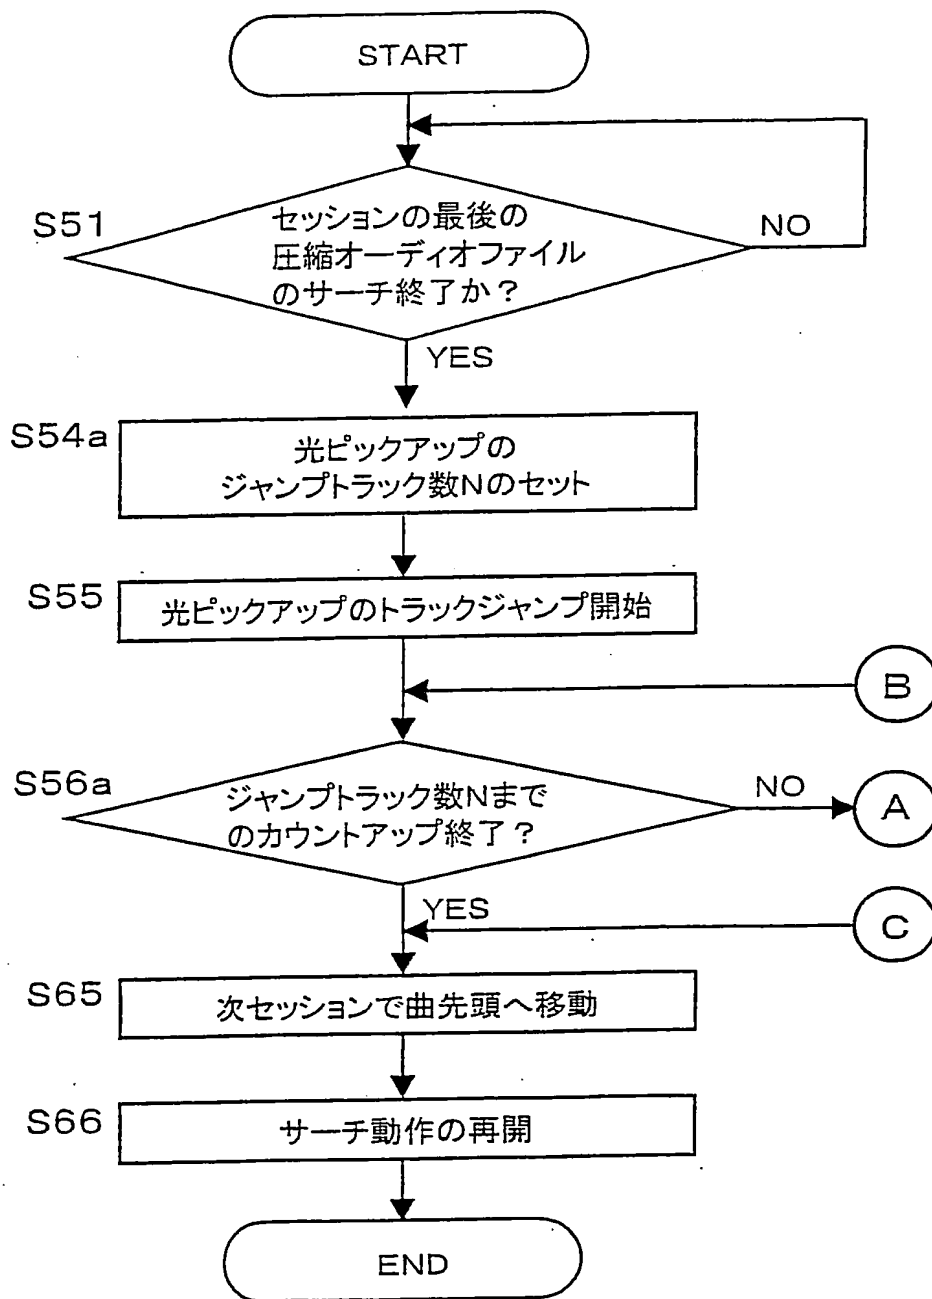 START
S51
セッションの最後の
圧縮オーディオファイル
のサーチ終了か？
NO
YES
S54a
光ピックアップの
ジャンプトラック数Nのセット
S55
光ピックアップのトラックジャンプ開始
B
S56a
ジャンプトラック数Nまで
のカウントアップ終了？
NO
A
YES
C
S65
次セッションで曲先頭へ移動
S66
サーチ動作の再開
END